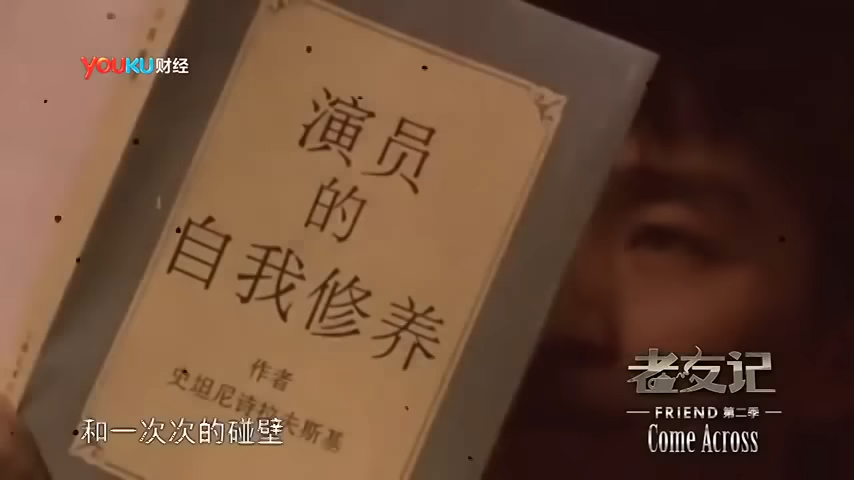 YOUKU财经
演员
的
自我修养
作者
史坦尼诗拉夫斯基
和一次次的碰壁
老友记
FRIEND 第二季
Come Across